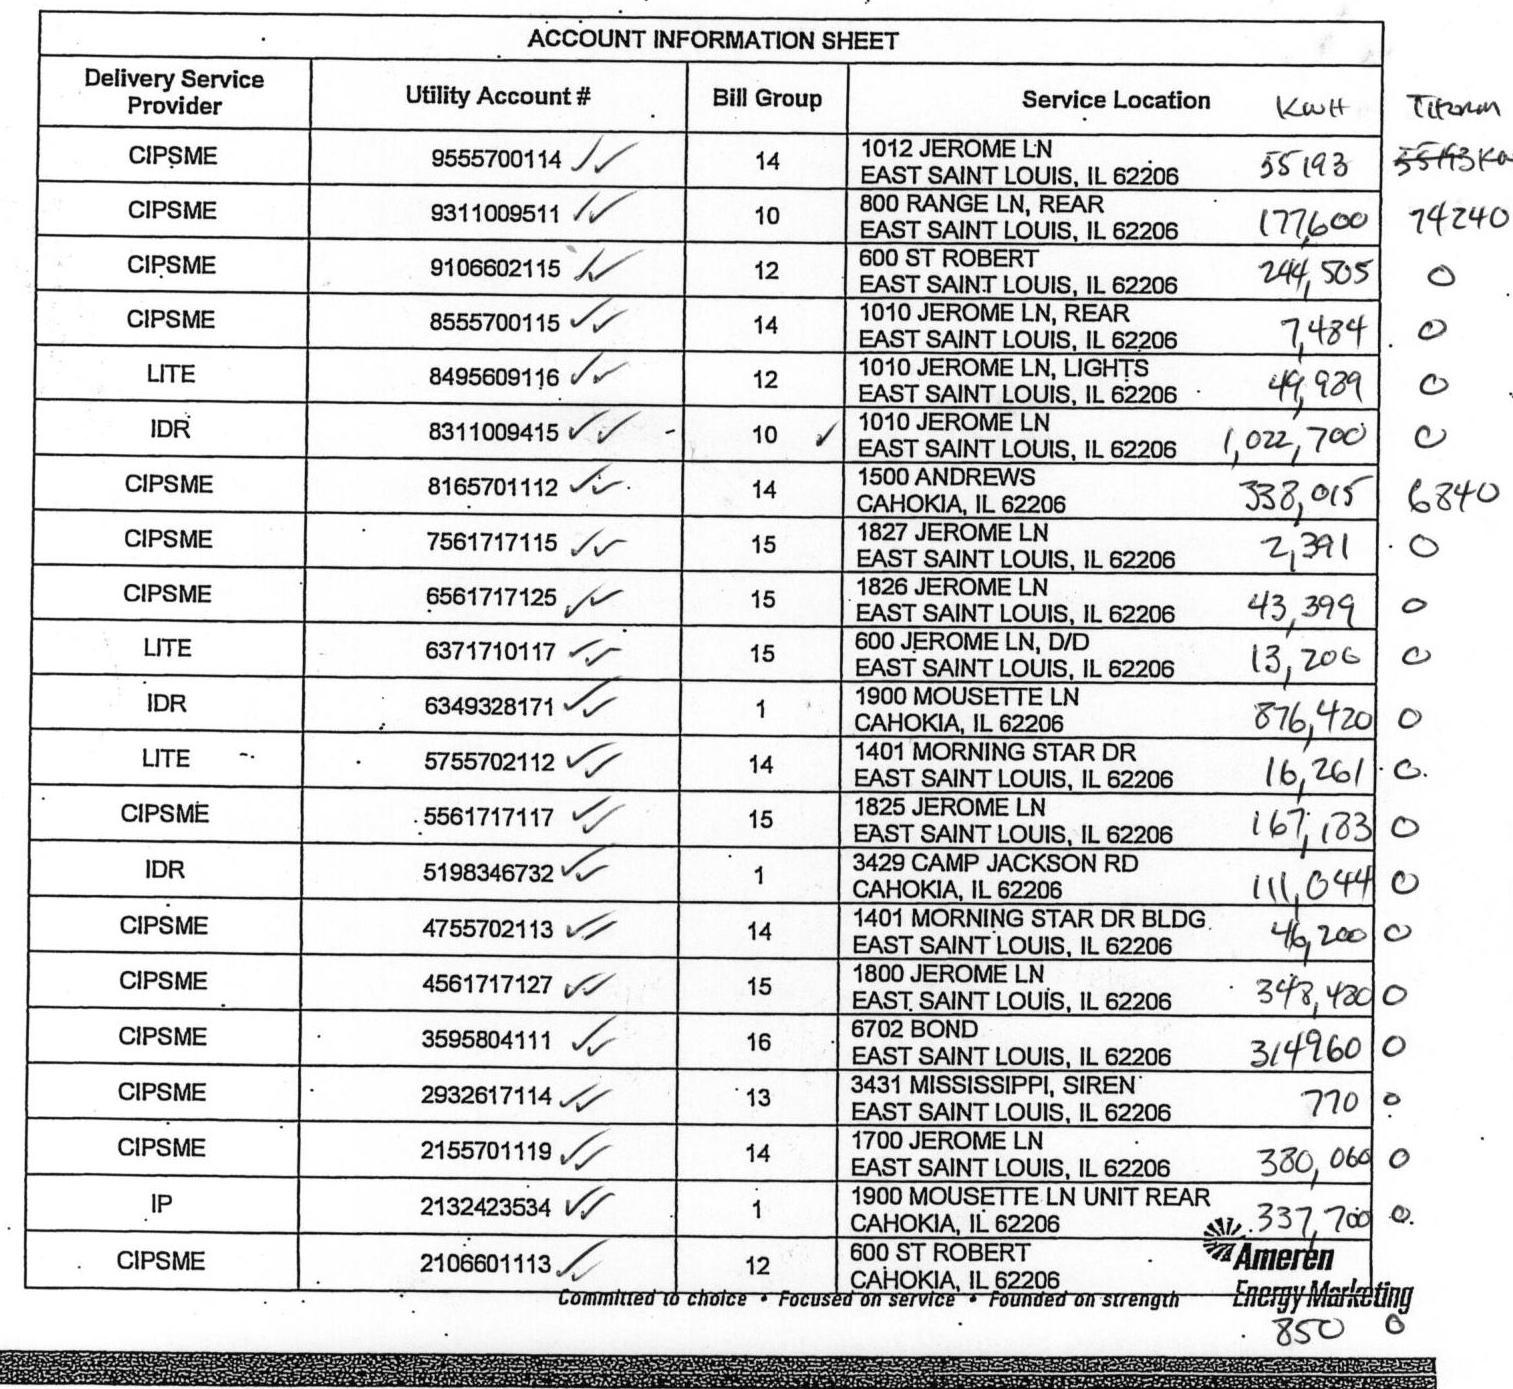 ACCOUNT INFORMATION SHEET
Delivery Service Provider Utility Account # Bill Group Service Location KWH
CIPSME 9555700114 14 1012 JEROME LN 55193
EAST SAINT LOUIS, IL 62206
CIPSME 9311009511 10 800 RANGE LN, REAR 177,600 74240
EAST SAINT LOUIS, IL 62206
CIPSME 9106602115 12 600 ST ROBERT 244,505 0
EAST SAINT LOUIS, IL 62206
CIPSME 8555700115 14 1010 JEROME LN, REAR 7,484 0
EAST SAINT LOUIS, IL 62206
LITE 8495609116 12 1010 JEROME LN, LIGHTS 49,989 0
EAST SAINT LOUIS, IL 62206
IDR 8311009415 10 1010 JEROME LN 1,022,700 0
EAST SAINT LOUIS, IL 62206
CIPSME 8165701112 14 1500 ANDREWS 338,015 6840
CAHOKIA, IL 62206
CIPSME 7561717115 15 1827 JEROME LN 2,391 0
EAST SAINT LOUIS, IL 62206
CIPSME 6561717125 15 1826 JEROME LN 43,399 0
EAST SAINT LOUIS, IL 62206
LITE 6371710117 15 600 JEROME LN, D/D 13,206 0
EAST SAINT LOUIS, IL 62206
IDR 6349328171 1 1900 MOUSETTE LN 876,420 0
CAHOKIA, IL 62206
LITE 5755702112 14 1401 MORNING STAR DR 16,261 0
EAST SAINT LOUIS, IL 62206
CIPSME 5561717117 15 1825 JEROME LN 167,183 0
EAST SAINT LOUIS, IL 62206
IDR 5198346732 1 3429 CAMP JACKSON RD 111,044 0
CAHOKIA, IL 62206
CIPSME 4755702113 14 1401 MORNING STAR DR BLDG 46,200 0
EAST SAINT LOUIS, IL 62206
CIPSME 4561717127 15 1800 JEROME LN 348,480 0
EAST SAINT LOUIS, IL 62206
CIPSME 3595804111 16 6702 BOND 314960 0
EAST SAINT LOUIS, IL 62206
CIPSME 2932617114 13 3431 MISSISSIPPI, SIREN 770 0
EAST SAINT LOUIS, IL 62206
CIPSME 2155701119 14 1700 JEROME LN 380,060 0
EAST SAINT LOUIS, IL 62206
IP 2132423534 1 1900 MOUSETTE LN UNIT REAR 337,700 0
CAHOKIA, IL 62206
CIPSME 2106601113 12 600 ST ROBERT
CAHOKIA, IL 62206
Ameren
Energy Marketing
Committed to choice • Focused on service • Founded on strength
850 0